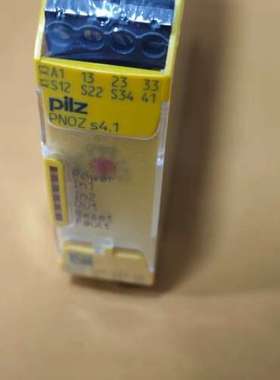 A1 13 23 33
S12 S22 S34 41
pilz
PNOZ s4.1
Power
In1
In2
Out
Reset
Fault